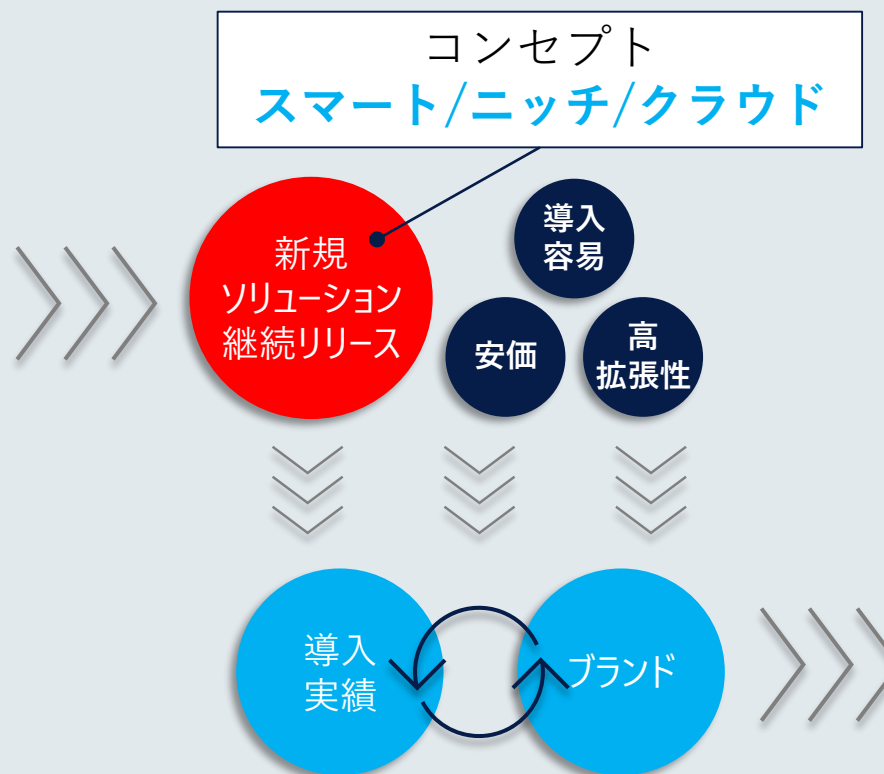 コンセプト
スマート/ニッチ/クラウド
新規
ソリューション
継続リリース
導入
容易
安価
高
拡張性
導入
実績
ブランド